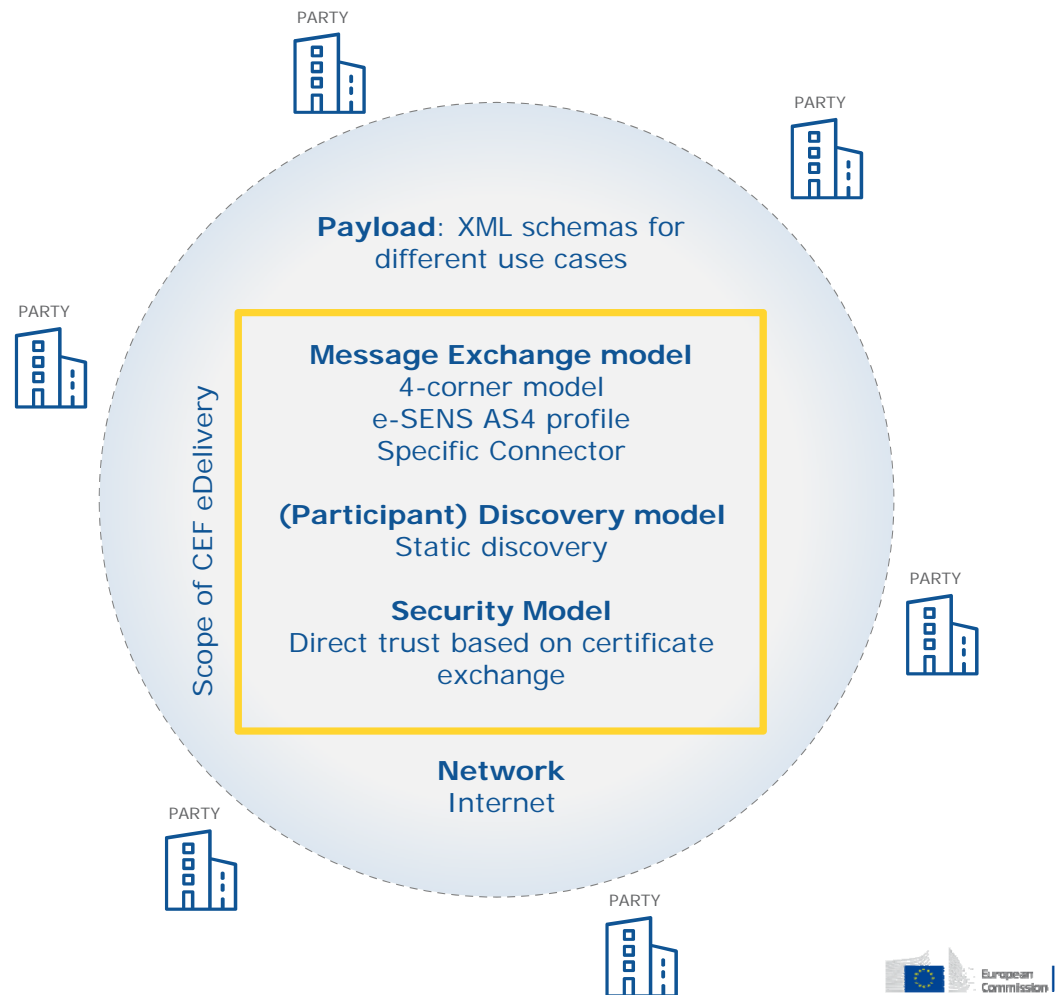 PARTY
PARTY
Payload: XML schemas for
different use cases
PARTY
Scope of CEF eDelivery
Message Exchange model
4-corner model
e-SENS AS4 profile
Specific Connector
(Participant) Discovery model
Static discovery
PARTY
Security Model
Direct trust based on certificate
exchange
Network
Internet
PARTY
PARTY
European
Commission